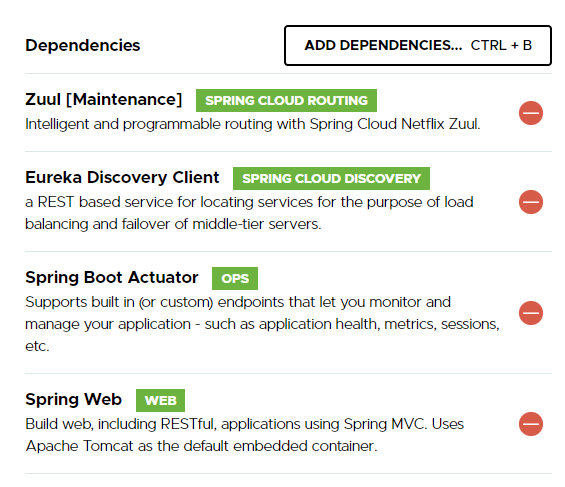 Dependencies
ADD DEPENDENCIES... CTRL + B
Zuul [Maintenance] SPRING CLOUD ROUTING
Intelligent and programmable routing with Spring Cloud Netflix Zuul.
Eureka Discovery Client SPRING CLOUD DISCOVERY
a REST based service for locating services for the purpose of load
balancing and failover of middle-tier servers.
Spring Boot Actuator OPS
Supports built in (or custom) endpoints that let you monitor and
manage your application - such as application health, metrics, sessions,
etc.
Spring Web WEB
Build web, including RESTful, applications using Spring MVC. Uses
Apache Tomcat as the default embedded container.